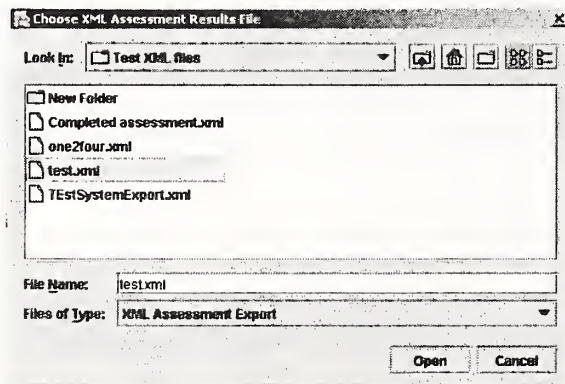 Choose XML Assessment Results File
Look In: Test XML files
New Folder
Completed assessment.xml
one2four.xml
test.xml
TEstSystemExport.xml
File Name: test.xml
Files of Type: XML Assessment Export
Open Cancel